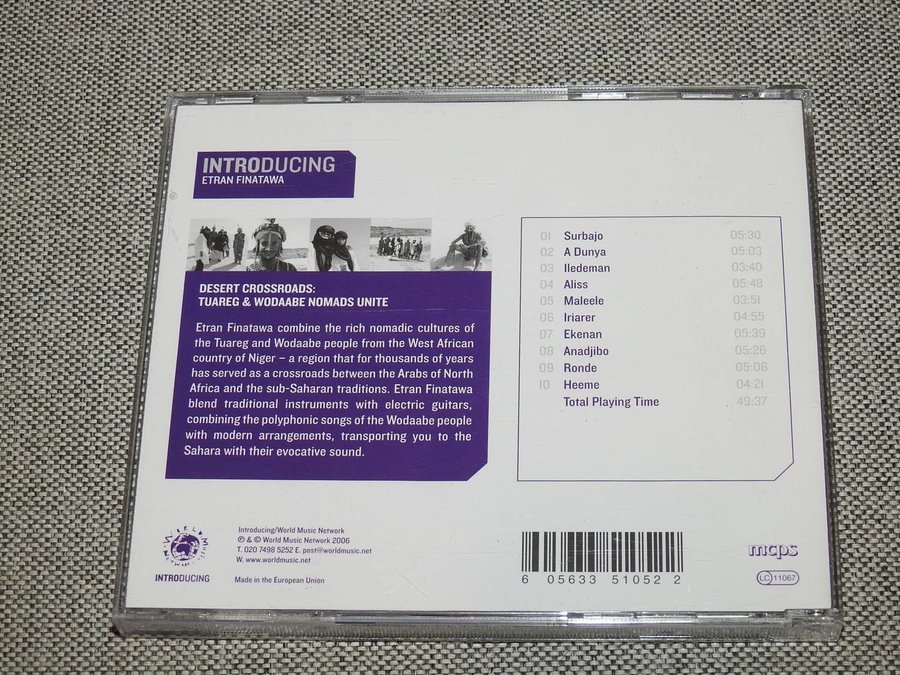 INTRODUCING
ETRAN FINATAWA
DESERT CROSSROADS:
TUAREG & WODAABE NOMADS UNITE
Etran Finatawa combine the rich nomadic cultures of
the Tuareg and Wodaabe people from the West African
country of Niger – a region that for thousands of years
has served as a crossroads between the Arabs of North
Africa and the sub-Saharan traditions. Etran Finatawa
blend traditional instruments with electric guitars,
combining the polyphonic songs of the Wodaabe people
with modern arrangements, transporting you to the
Sahara with their evocative sound.
01 Surbajo 05:30
02 A Dunya 05:03
03 Iledeman 03:40
04 Aliss 05:48
05 Maleele 03:51
06 Iriarer 04:55
07 Ekenan 05:39
08 Anadjibo 05:26
09 Ronde 05:06
10 Heeme 04:21
Total Playing Time 49:37
WORLD MUSIC NETWORK
INTRODUCING
Introducing/World Music Network
℗ & © World Music Network 2006
T. 020 7498 5252 E. post@worldmusic.net
W. www.worldmusic.net
Made in the European Union
6 05633 51052 2
mcps
LC 11067